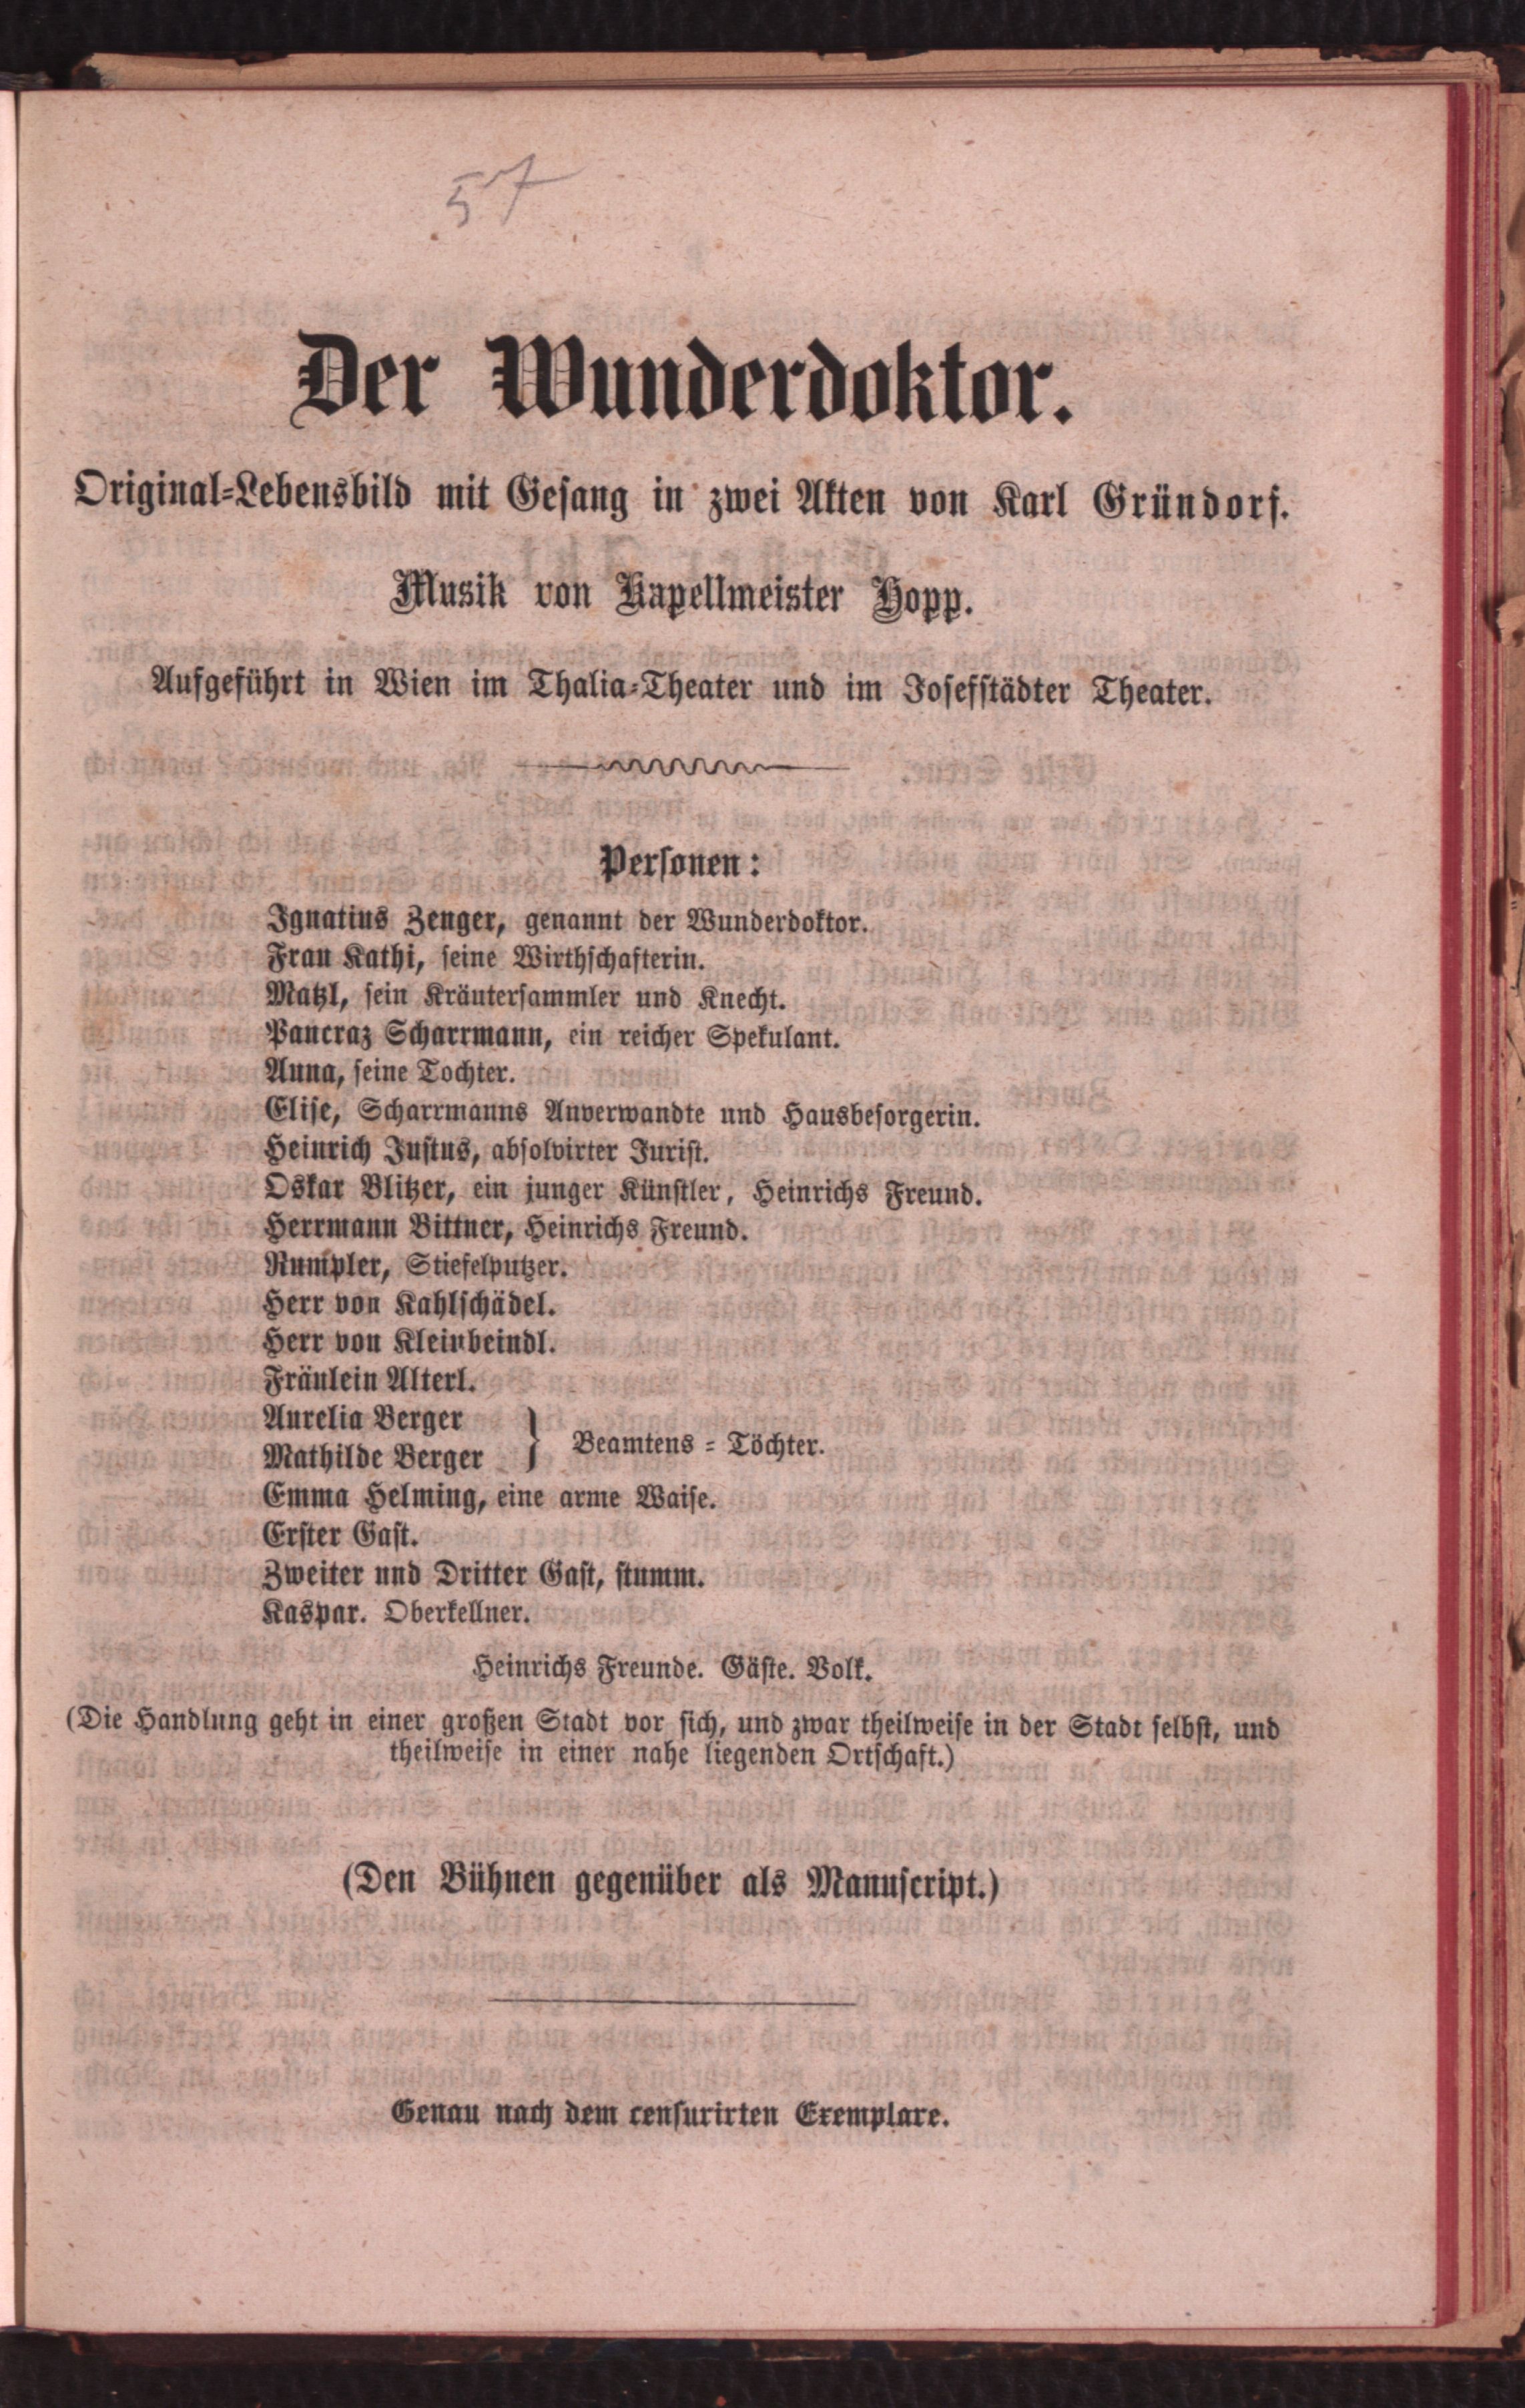 57
Der Wunderdoktor.
Original-Lebensbild mit Gesang in zwei Akten von Karl Gründorf.
Musik von Kapellmeister Hopp.
Aufgeführt in Wien im Thalia-Theater und im Josefstädter Theater.
Personen:
Ignatius Zenger, genannt der Wunderdoktor.
Frau Kathi, seine Wirthschafterin.
Matzl, sein Kräutersammler und Knecht.
Pancraz Scharrmann, ein reicher Spekulant.
Anna, seine Tochter.
Elise, Scharrmanns Anverwandte und Hausbesorgerin.
Heinrich Justus, absolvirter Jurist.
Oskar Blitzer, ein junger Künstler, Heinrichs Freund.
Herrmann Bittner, Heinrichs Freund.
Rumpler, Stiefelputzer.
Herr von Kahlschädel.
Herr von Kleinbeindl.
Fräulein Alterl.
Aurelia Berger
Mathilde Berger } Beamtens-Töchter.
Emma Helming, eine arme Waise.
Erster Gast.
Zweiter und Dritter Gast, stumm.
Kaspar. Oberkellner.
Heinrichs Freunde. Gäste. Volk.
(Die Handlung geht in einer großen Stadt vor sich, und zwar theilweise in der Stadt selbst, und
theilweise in einer nahe liegenden Ortschaft.)
(Den Bühnen gegenüber als Manuscript.)
Genau nach dem censurirten Exemplare.